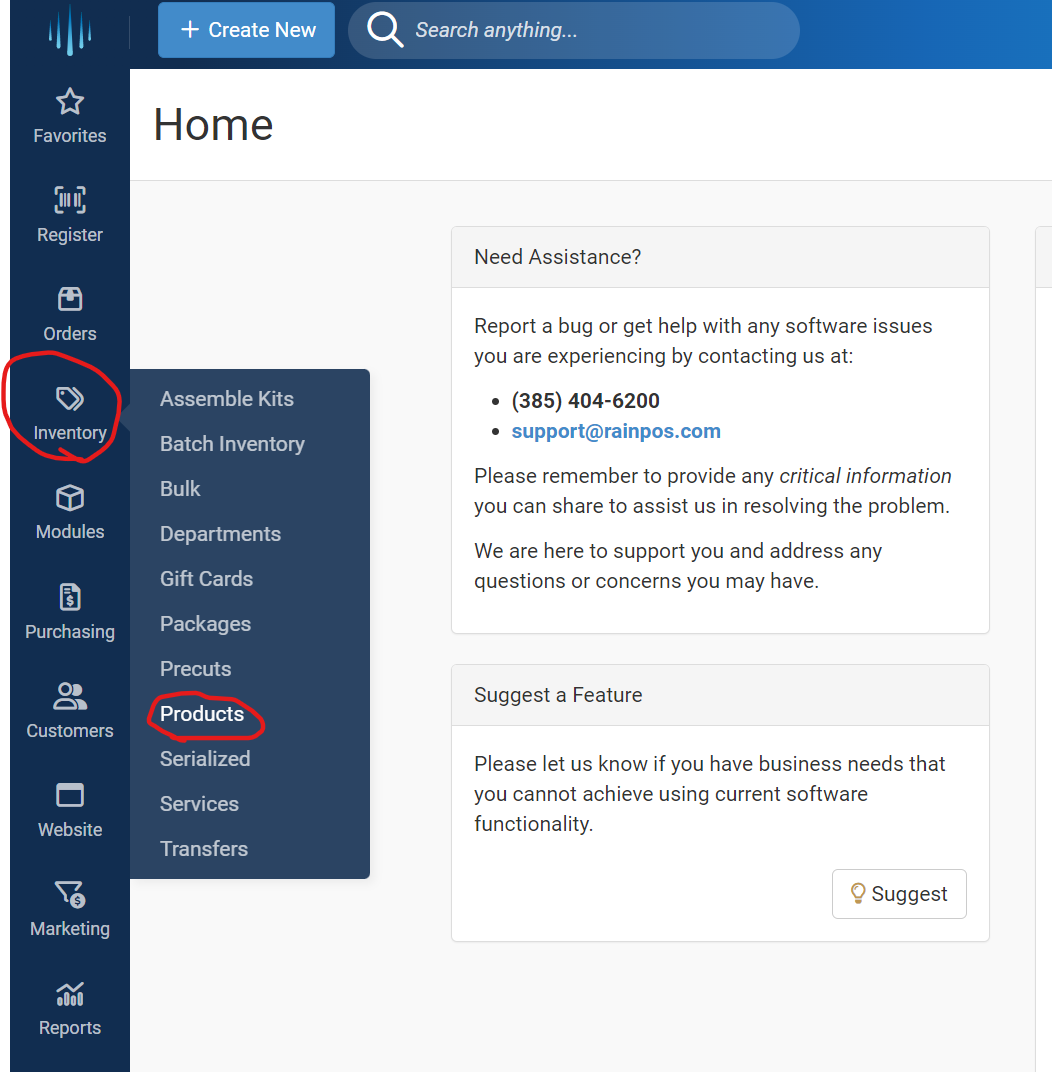 Create New
Search anything...
Home
Favorites
Register
Orders
Inventory
Modules
Purchasing
Customers
Website
Marketing
Reports
Assemble Kits
Batch Inventory
Bulk
Departments
Gift Cards
Packages
Precuts
Products
Serialized
Services
Transfers
Need Assistance?
Report a bug or get help with any software issues
you are experiencing by contacting us at:
• (385) 404-6200
• support@rainpos.com
Please remember to provide any critical information
you can share to assist us in resolving the problem.
We are here to support you and address any
questions or concerns you may have.
Suggest a Feature
Please let us know if you have business needs that
you cannot achieve using current software
functionality.
Suggest